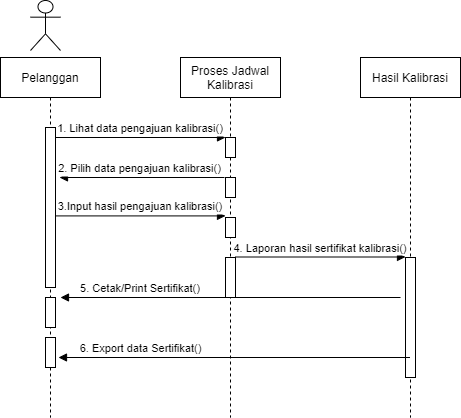 Pelanggan
Proses Jadwal
Kalibrasi
Hasil Kalibrasi
1. Lihat data pengajuan kalibrasi()
2. Pilih data pengajuan kalibrasi()
3.Input hasil pengajuan kalibrasi()
4. Laporan hasil sertifikat kalibrasi()
5. Cetak/Print Sertifikat()
6. Export data Sertifikat()